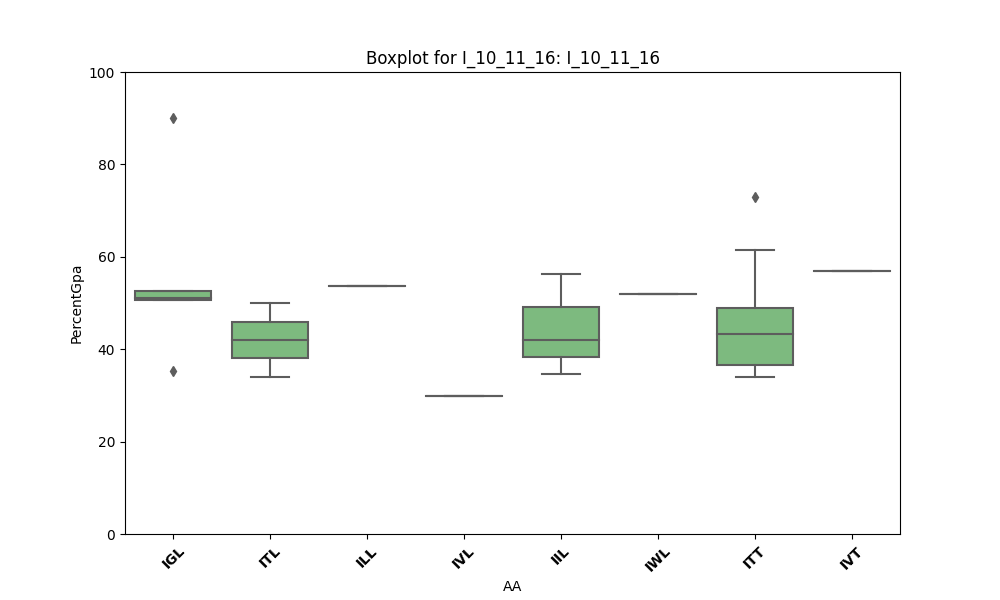 Boxplot for I_10_11_16: I_10_11_16
PercentGpa
100
80
60
40
20
0
IGL ITL ILL IVL IIL IWL ITT IVT
AA